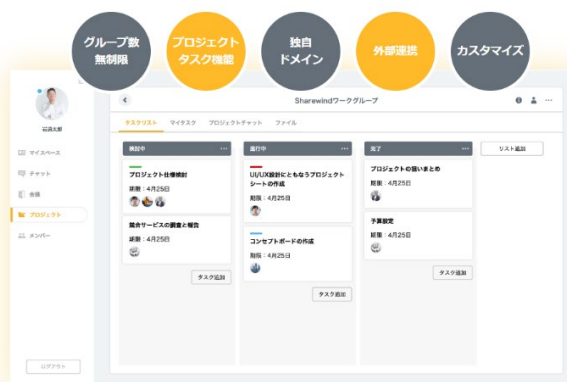 グループ数
無制限
プロジェクト
タスク機能
独自
ドメイン
外部連携
カスタマイズ
岩瀬太郎
マイスペース
チャット
会議
プロジェクト
メンバー
ログアウト
Sharewindワークグループ
タスクリスト マイタスク プロジェクトチャット ファイル
検討中
プロジェクト仕様検討
期限：4月25日
競合サービスの調査と報告
期限：4月25日
タスク追加
進行中
UI/UX設計にともなうプロジェクト
シートの作成
期限：4月25日
コンセプトボードの作成
期限：4月25日
タスク追加
完了
プロジェクトの狙いまとめ
期限：4月25日
予算設定
期限：4月25日
タスク追加
リスト追加